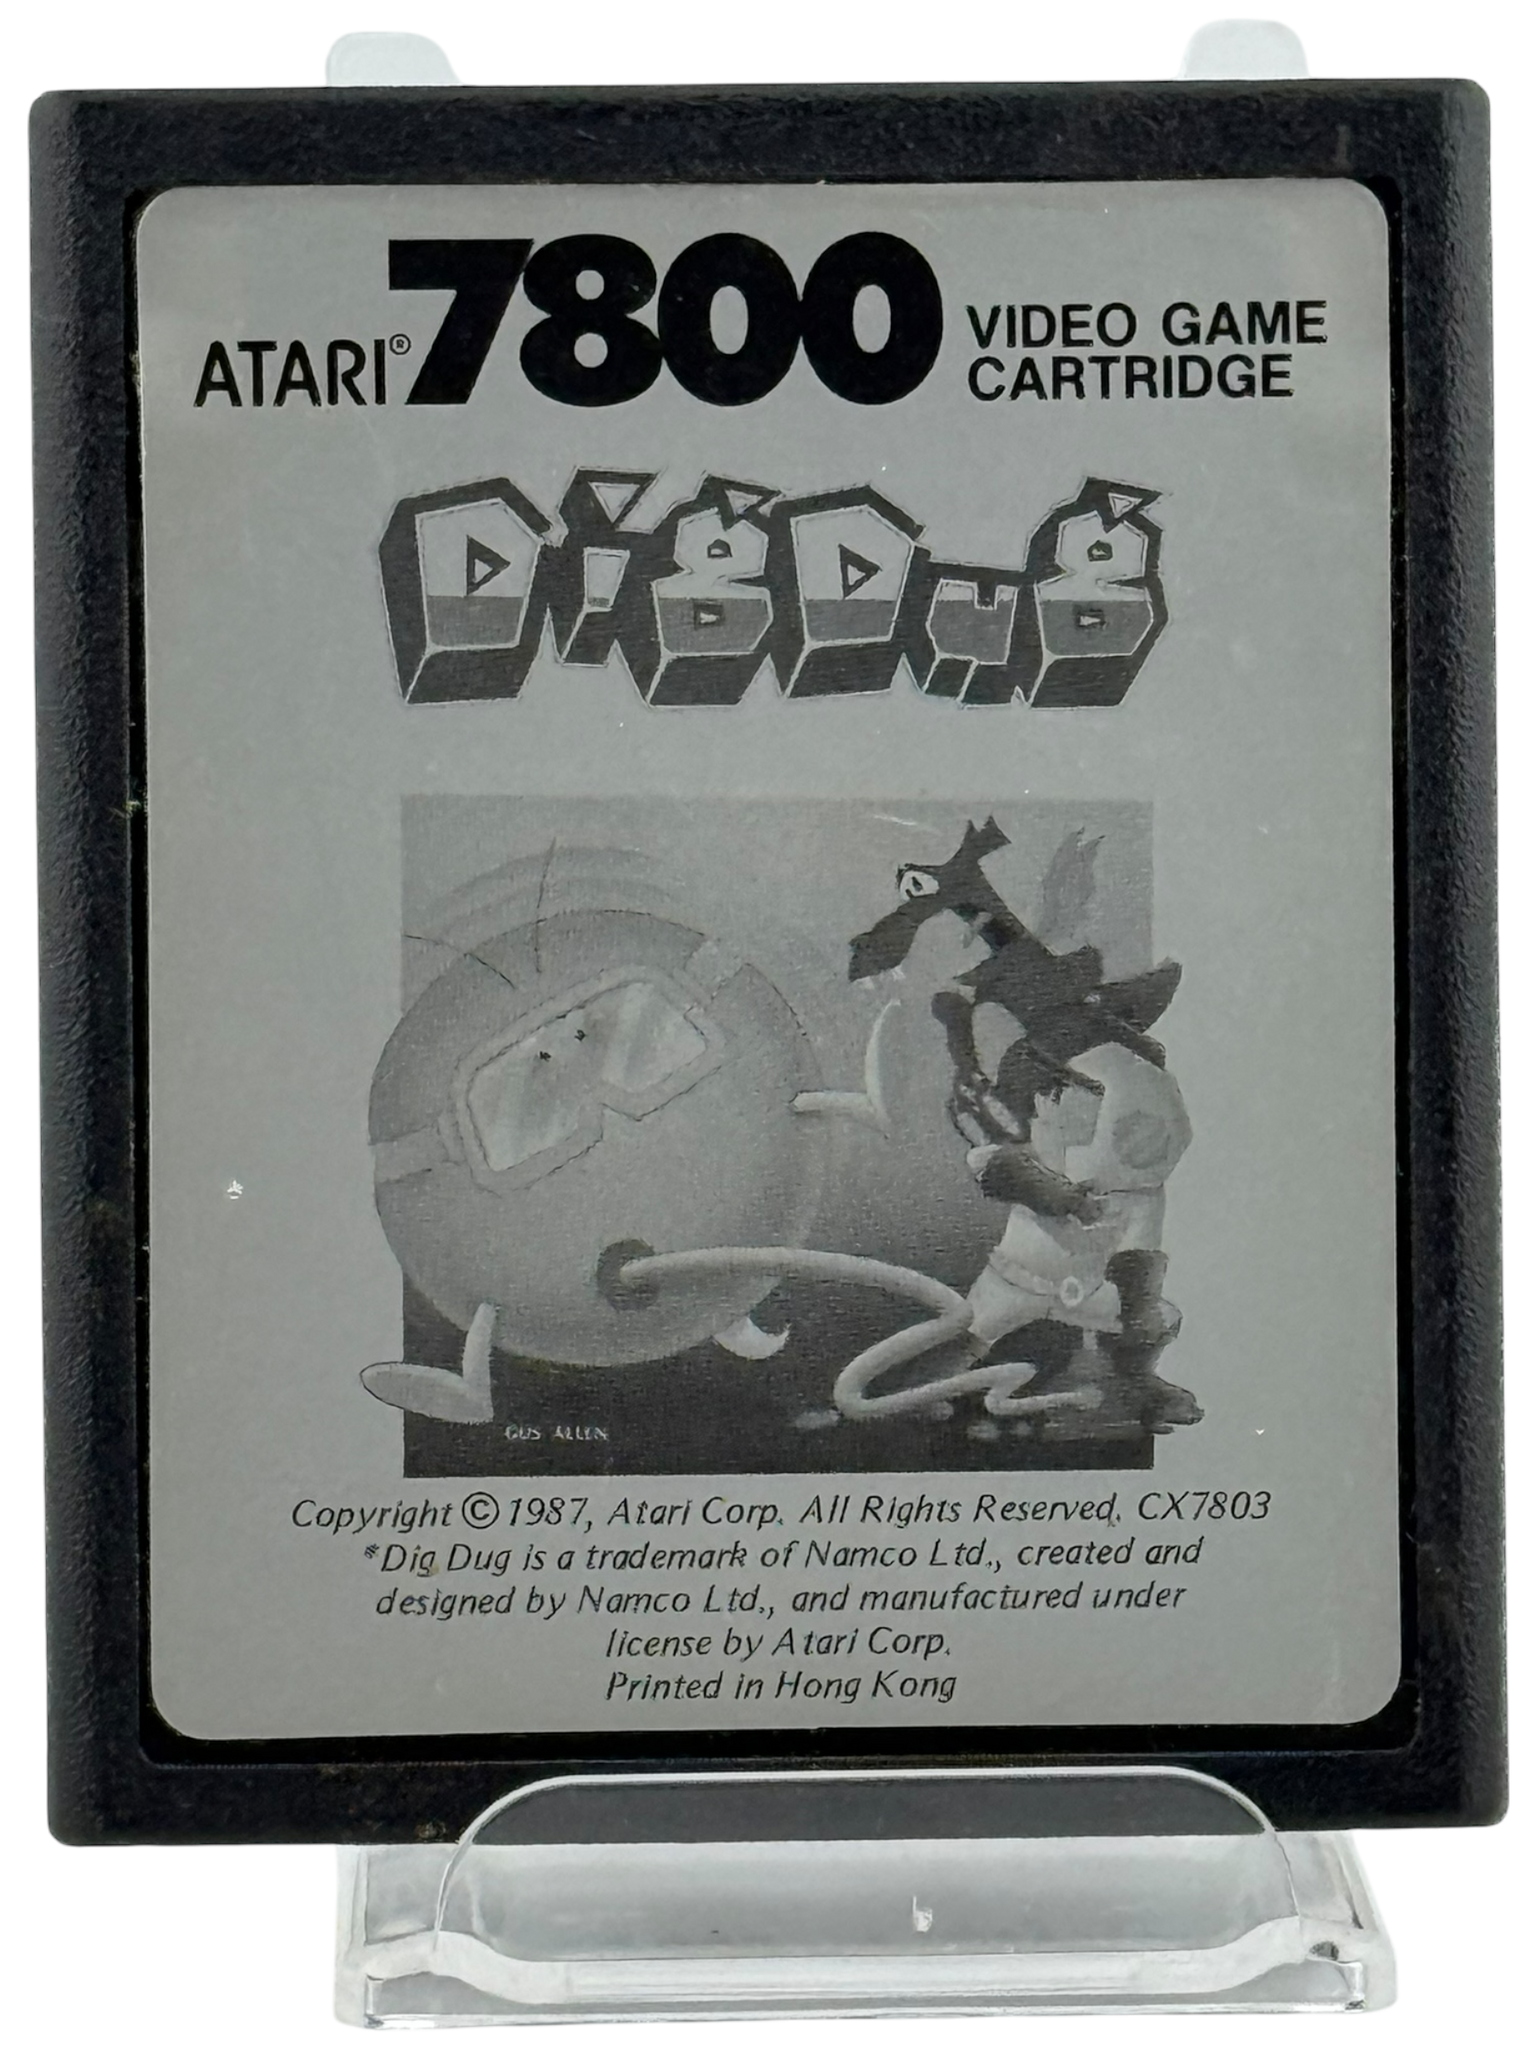 ATARI® 7800 VIDEO GAME
CARTRIDGE
DiGDuG
GUS ALLEN
Copyright © 1987, Atari Corp. All Rights Reserved. CX7803
*Dig Dug is a trademark of Namco Ltd., created and
designed by Namco Ltd., and manufactured under
license by Atari Corp.
Printed in Hong Kong